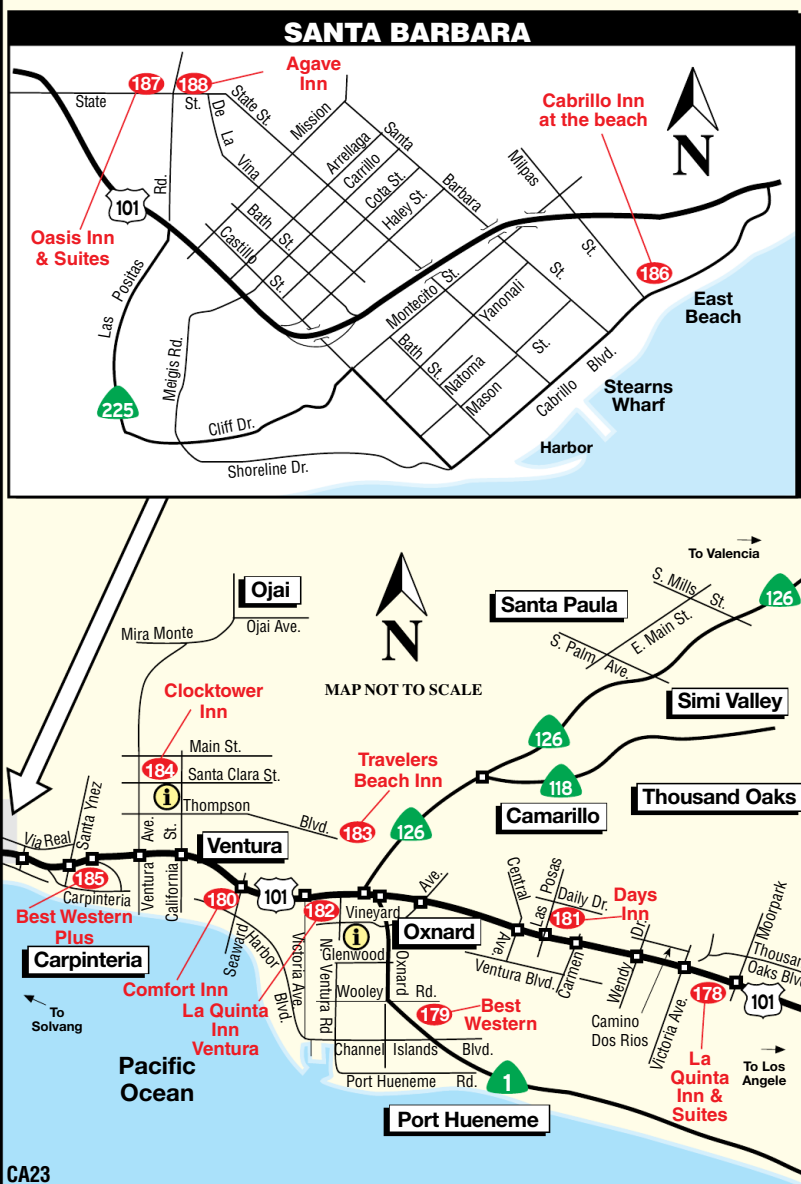 SANTA BARBARA
187
188
Agave
Inn
State
St.
State St.
De
La
Vina
Mission
Arrellaga
Carrillo
Cota St.
Haley St.
Santa
Barbara
St.
Milpas
St.
Cabrillo Inn
at the beach
N
101
Rd.
Oasis Inn
& Suites
Bath
St.
Castillo
St.
186
East
Beach
Las
Positas
Meigis Rd.
Montecito St.
Yanonali
St.
Bath
St.
Natoma
Mason
Cabrillo Blvd.
Stearns
Wharf
225
Cliff Dr.
Harbor
Shoreline Dr.
To Valencia
Ojai
Ojai Ave.
Mira Monte
N
MAP NOT TO SCALE
Santa Paula
S. Mills St.
126
E. Main St.
S. Palm Ave.
Simi Valley
Clocktower
Inn
Main St.
184
Santa Clara St.
i
Thompson
Blvd.
Travelers
Beach Inn
183
126
126
118
Camarillo
Thousand Oaks
Santa Ynez
Via Real
Ventura
Ave.
California
St.
Ventura
185
Carpinteria
Best Western
Plus
Carpinteria
180
101
Seaward
Harbor
Blvd.
Comfort Inn
La Quinta
Inn
Ventura
182
Vineyard
Ave.
i
Oxnard
Glenwood
Victoria Ave.
N Ventura Rd
Oxnard
Wooley Rd.
179
Best
Western
Channel Islands Blvd.
Port Hueneme Rd.
1
Port Hueneme
Central
Ave.
Las Posas
Daily Dr.
181
Days
Inn
Ventura Blvd.
Carmen
Wendy
Dr.
Camino
Dos Rios
Victoria Ave.
Moorpark
Thousan
Oaks Blv
178
101
La
Quinta
Inn &
Suites
To Los
Angele
To
Solvang
Pacific
Ocean
CA23